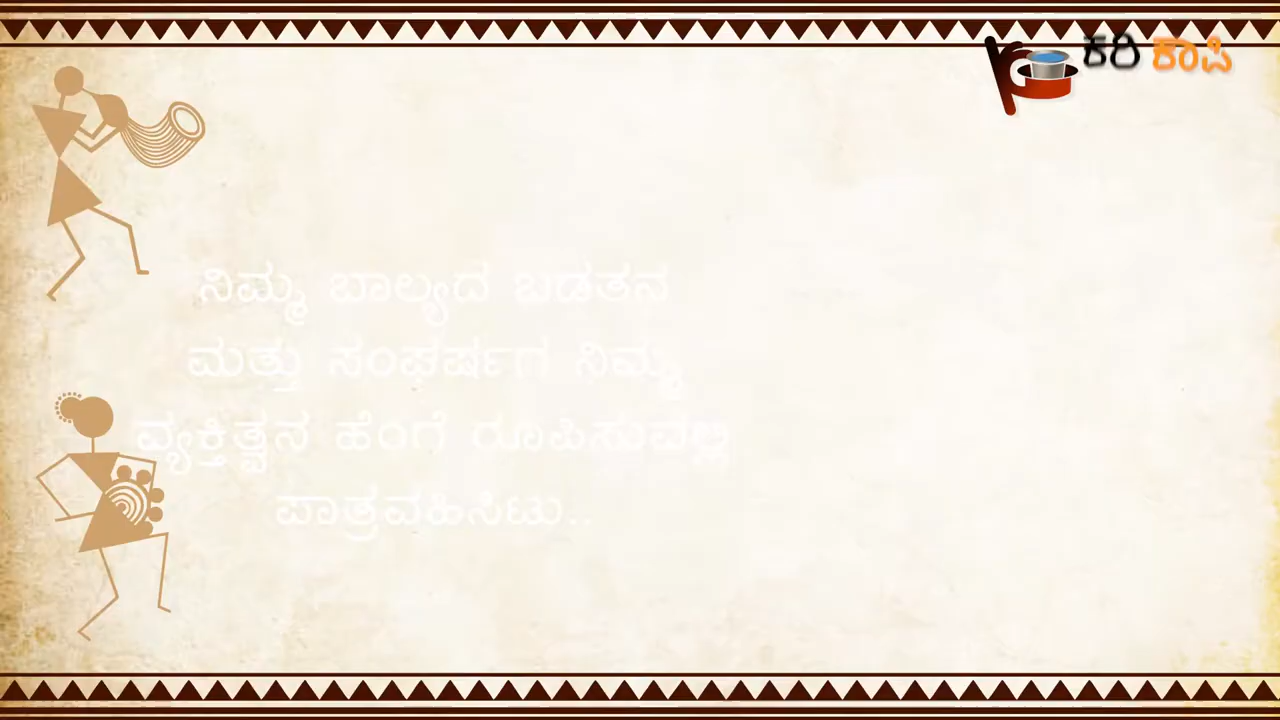 ಕರಿ ಕಾಪಿ
ನಿಮ್ಮ ಬಾಲ್ಯದ ಬಡತನ
ಮತ್ತು ಸಂಘರ್ಷಗ ನಿಮ್ಮ
ವ್ಯಕ್ತಿತ್ವನ ಹೆಂಗೆ ರೂಪಿಸುವಲ್ಲಿ
ಪಾತ್ರವಹಿಸಿಟು..